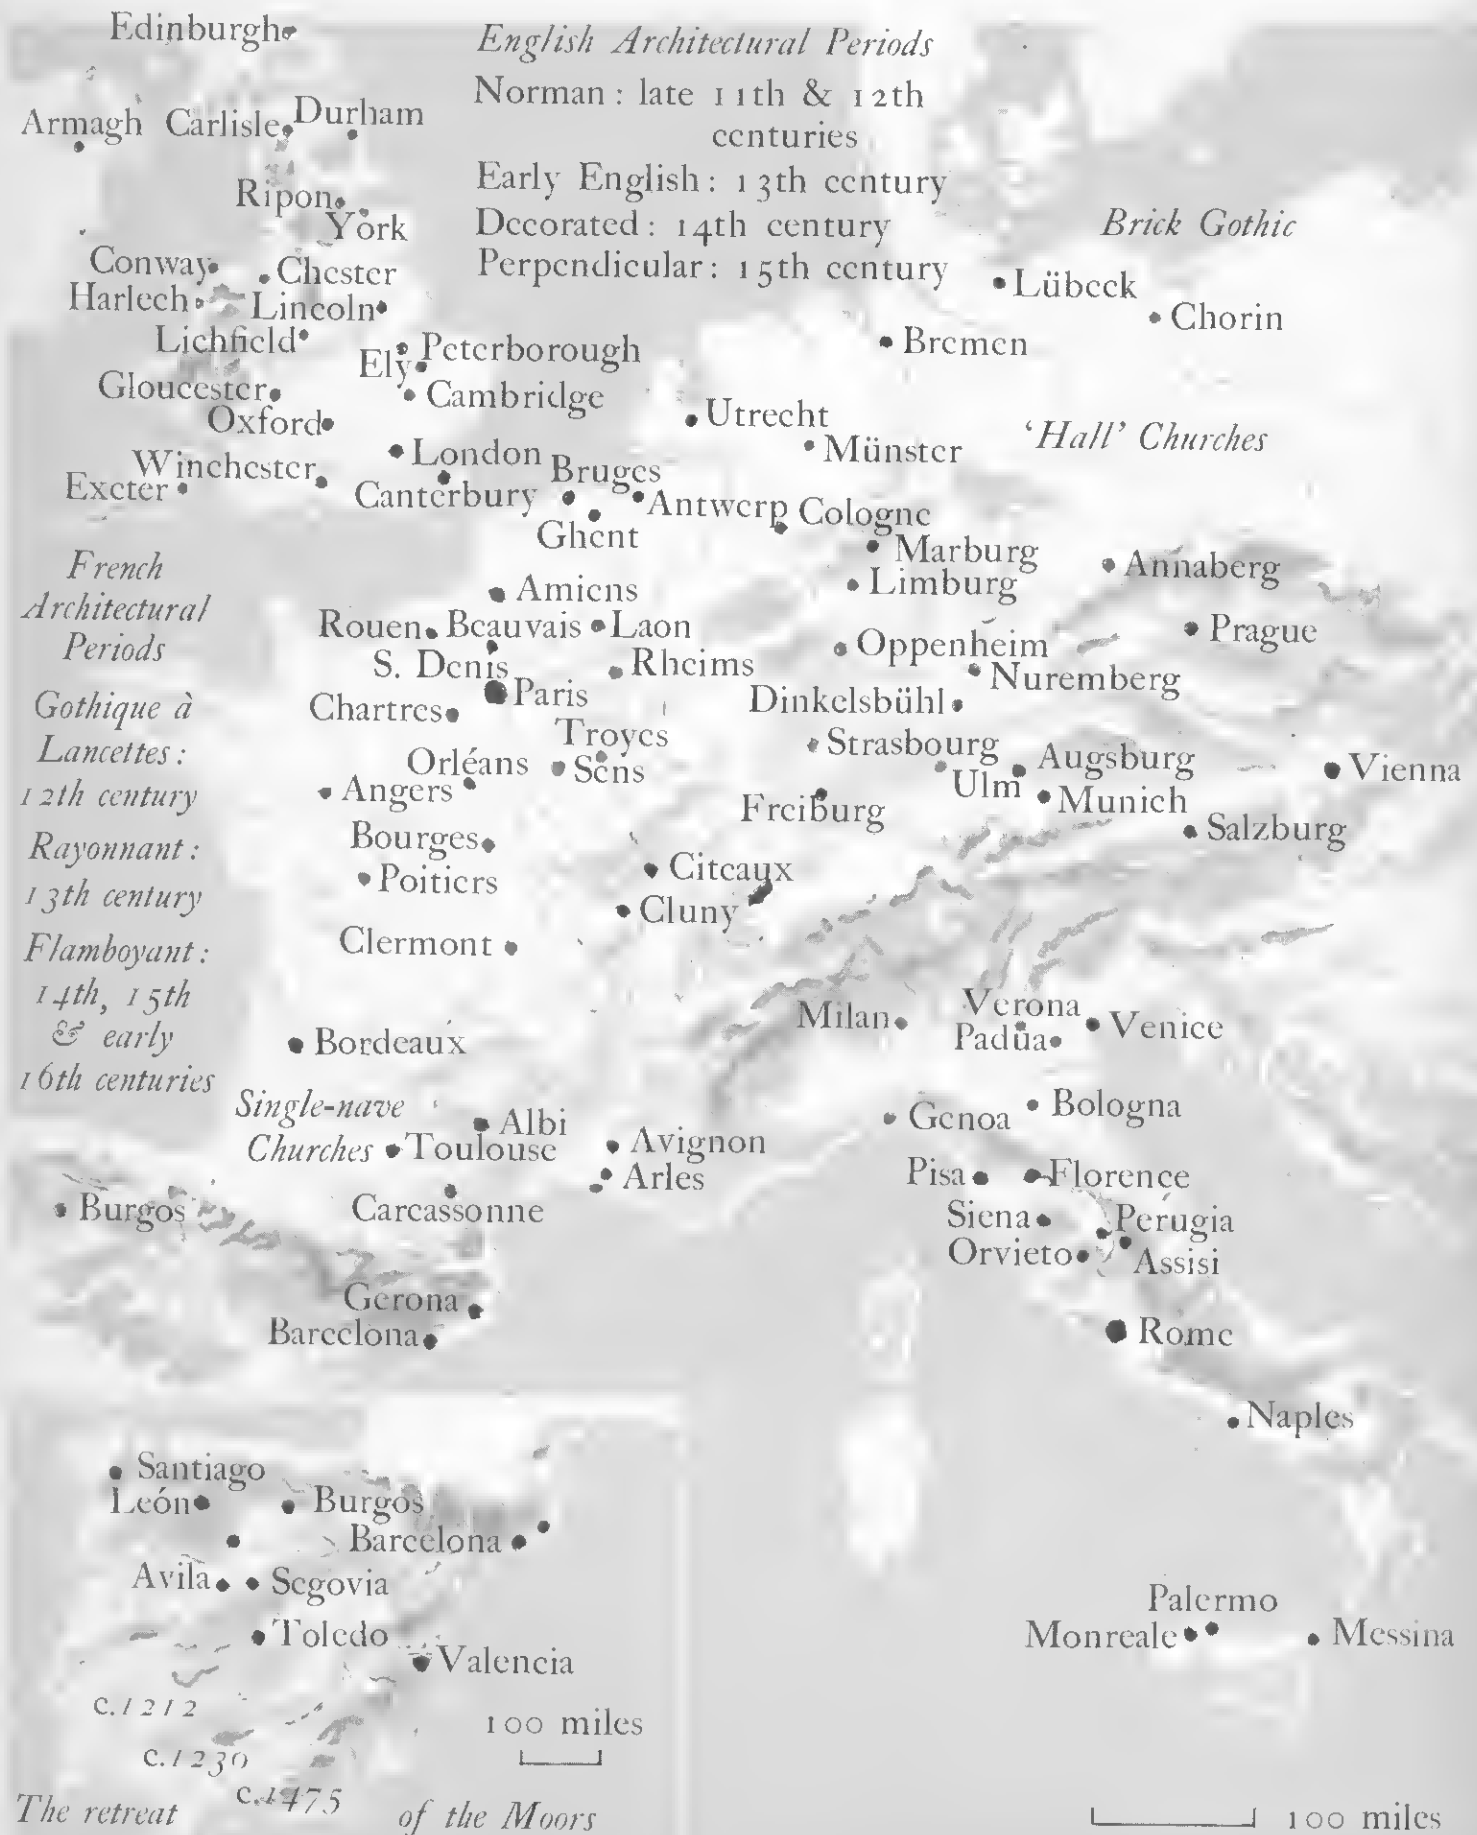 Edinburgh
English Architectural Periods
Norman: late 11th & 12th
centuries
Early English: 13th century
Decorated: 14th century
Perpendicular: 15th century
Armagh Carlisle Durham
Ripon
York
Conway Chester
Harlech Lincoln
Lichfield
Ely Peterborough
Gloucester Cambridge
Oxford
Winchester London
Exeter Canterbury
Bruges
Antwerp Cologne
Ghent
Utrecht
Münster
Brick Gothic
Lübeck
Chorin
Bremen
'Hall' Churches
Marburg
Limburg
Annaberg
Oppenheim
Prague
Nuremberg
Dinkelsbühl
Strasbourg
Augsburg
Ulm
Munich
Vienna
Freiburg
Salzburg
French
Architectural
Periods
Gothique à
Lancettes:
12th century
Rayonnant:
13th century
Flamboyant:
14th, 15th
& early
16th centuries
Amiens
Rouen Beauvais Laon
S. Denis Rheims
Paris
Chartres
Troyes
Orléans Sens
Angers
Bourges
Poitiers
Citeaux
Cluny
Clermont
Bordeaux
Single-nave
Churches
Albi
Toulouse
Avignon
Arles
Carcassonne
Burgos
Gerona
Barcelona
Milan
Verona
Padua
Venice
Genoa
Bologna
Pisa
Florence
Siena
Perugia
Orvieto
Assisi
Rome
Naples
Palermo
Monreale
Messina
Santiago
León
Burgos
Barcelona
Avila Segovia
Toledo
Valencia
c.1212
c.1230
c.1475
100 miles
The retreat of the Moors
100 miles